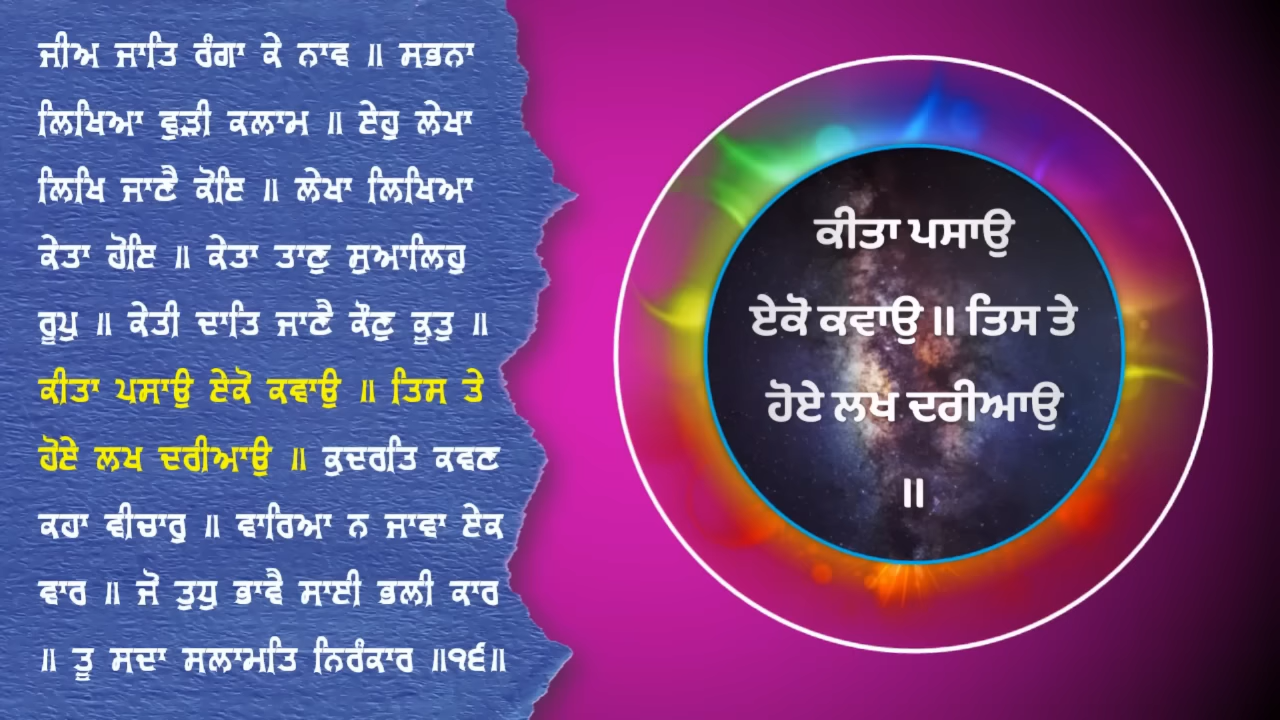 ਜੀਅ ਜਾਤਿ ਰੰਗਾ ਕੇ ਨਾਵ ॥ ਸਭਨਾ
ਲਿਖਿਆ ਵੁੜੀ ਕਲਾਮ ॥ ਏਹੁ ਲੇਖਾ
ਲਿਖਿ ਜਾਣੈ ਕੋਇ ॥ ਲੇਖਾ ਲਿਖਿਆ
ਕੇਤਾ ਹੋਇ ॥ ਕੇਤਾ ਤਾਣੁ ਸੁਆਲਿਹੁ
ਰੂਪੁ ॥ ਕੇਤੀ ਦਾਤਿ ਜਾਣੈ ਕੌਣੁ ਕੂਤੁ ॥
ਕੀਤਾ ਪਸਾਉ ਏਕੋ ਕਵਾਉ ॥ ਤਿਸ ਤੇ
ਹੋਏ ਲਖ ਦਰੀਆਉ ॥ ਕੁਦਰਤਿ ਕਵਣ
ਕਹਾ ਵੀਚਾਰੁ ॥ ਵਾਰਿਆ ਨ ਜਾਵਾ ਏਕ
ਵਾਰ ॥ ਜੋ ਤੁਧੁ ਭਾਵੈ ਸਾਈ ਭਲੀ ਕਾਰ
॥ ਤੂ ਸਦਾ ਸਲਾਮਤਿ ਨਿਰੰਕਾਰ ॥੧੬॥
ਕੀਤਾ ਪਸਾਉ
ਏਕੋ ਕਵਾਉ ॥ ਤਿਸ ਤੇ
ਹੋਏ ਲਖ ਦਰੀਆਉ
॥